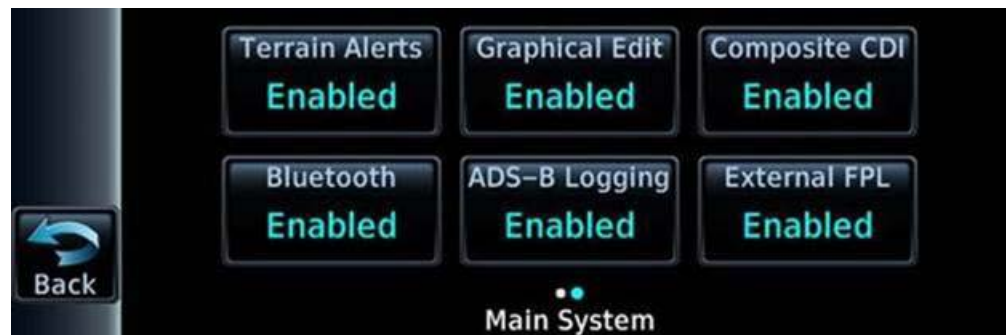 Terrain Alerts Graphical Edit Composite CDI
Enabled Enabled Enabled
Bluetooth ADS-B Logging External FPL
Enabled Enabled Enabled
Back
Main System